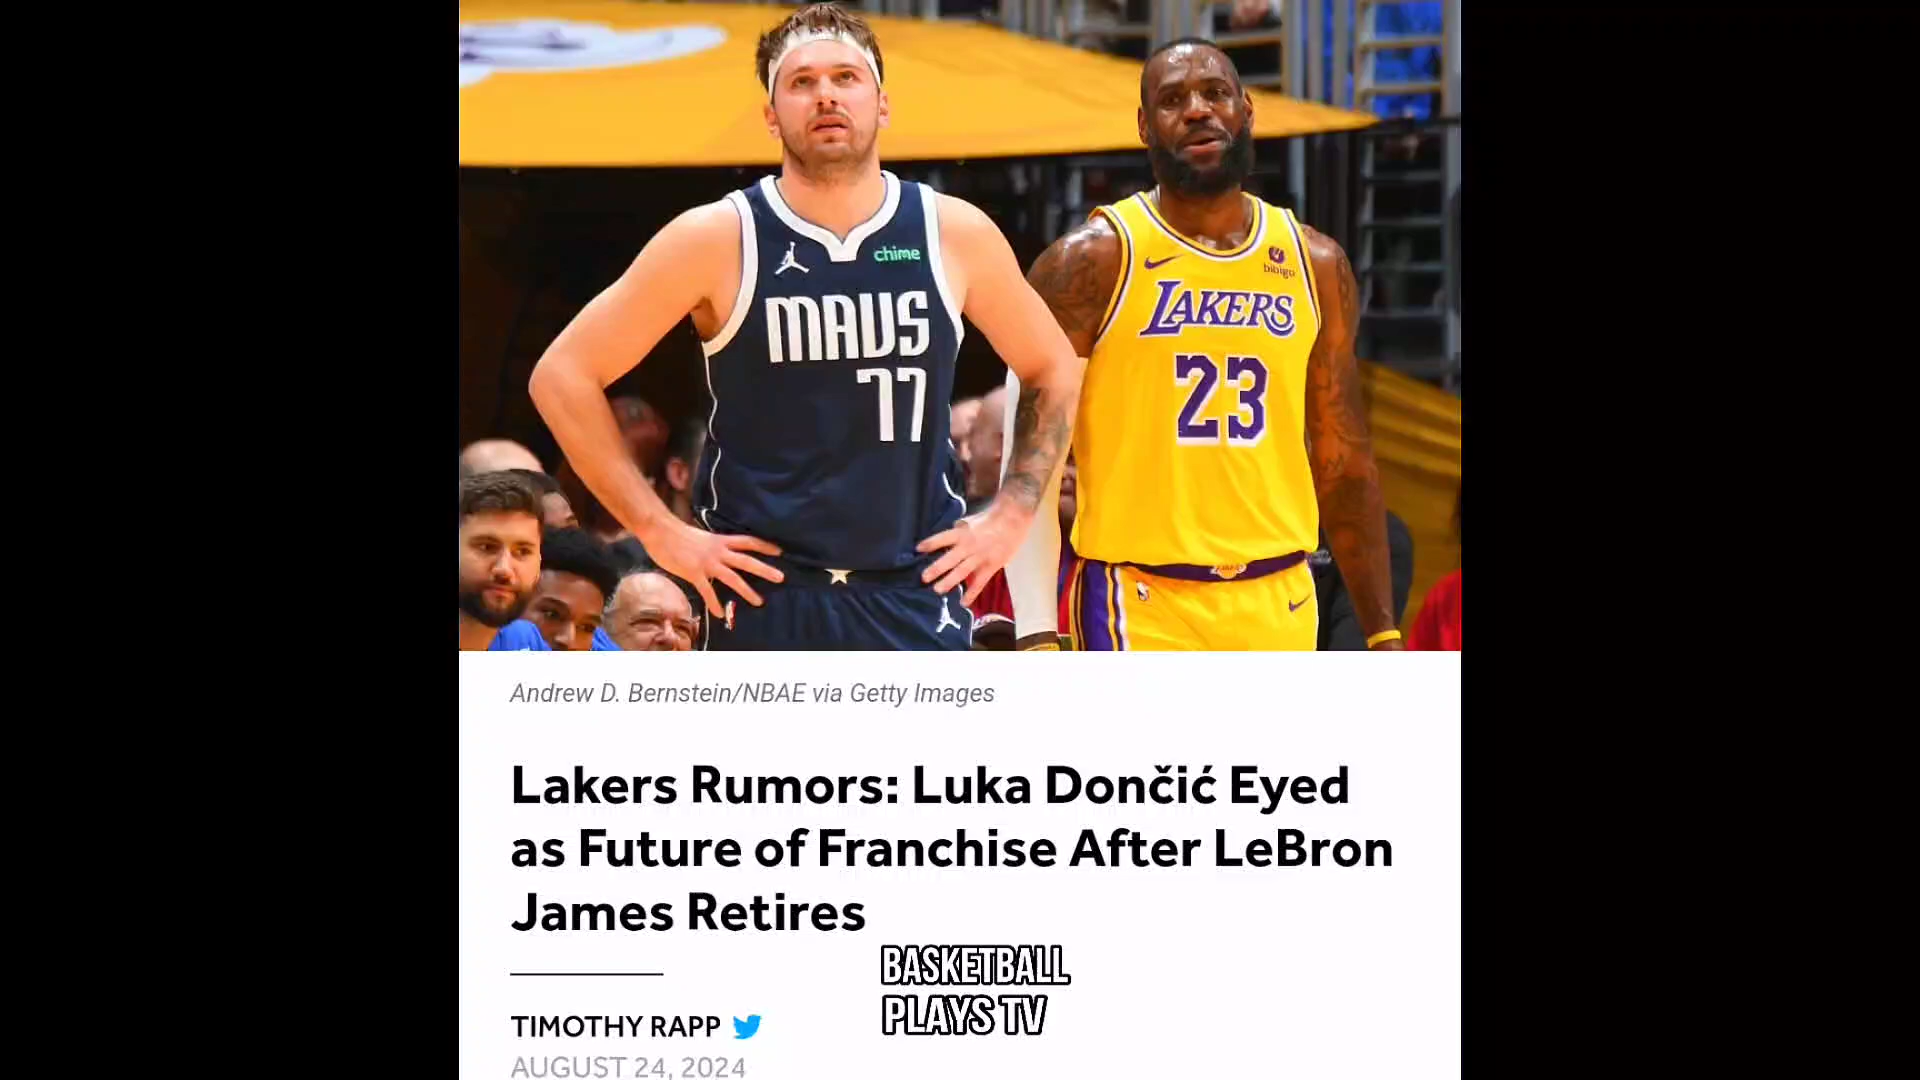 chime
MAVS
77
bibigo
LAKERS
23
Andrew D. Bernstein/NBAE via Getty Images
Lakers Rumors: Luka Dončić Eyed
as Future of Franchise After LeBron
James Retires
BASKETBALL
PLAYS TV
TIMOTHY RAPP
AUGUST 24, 2024